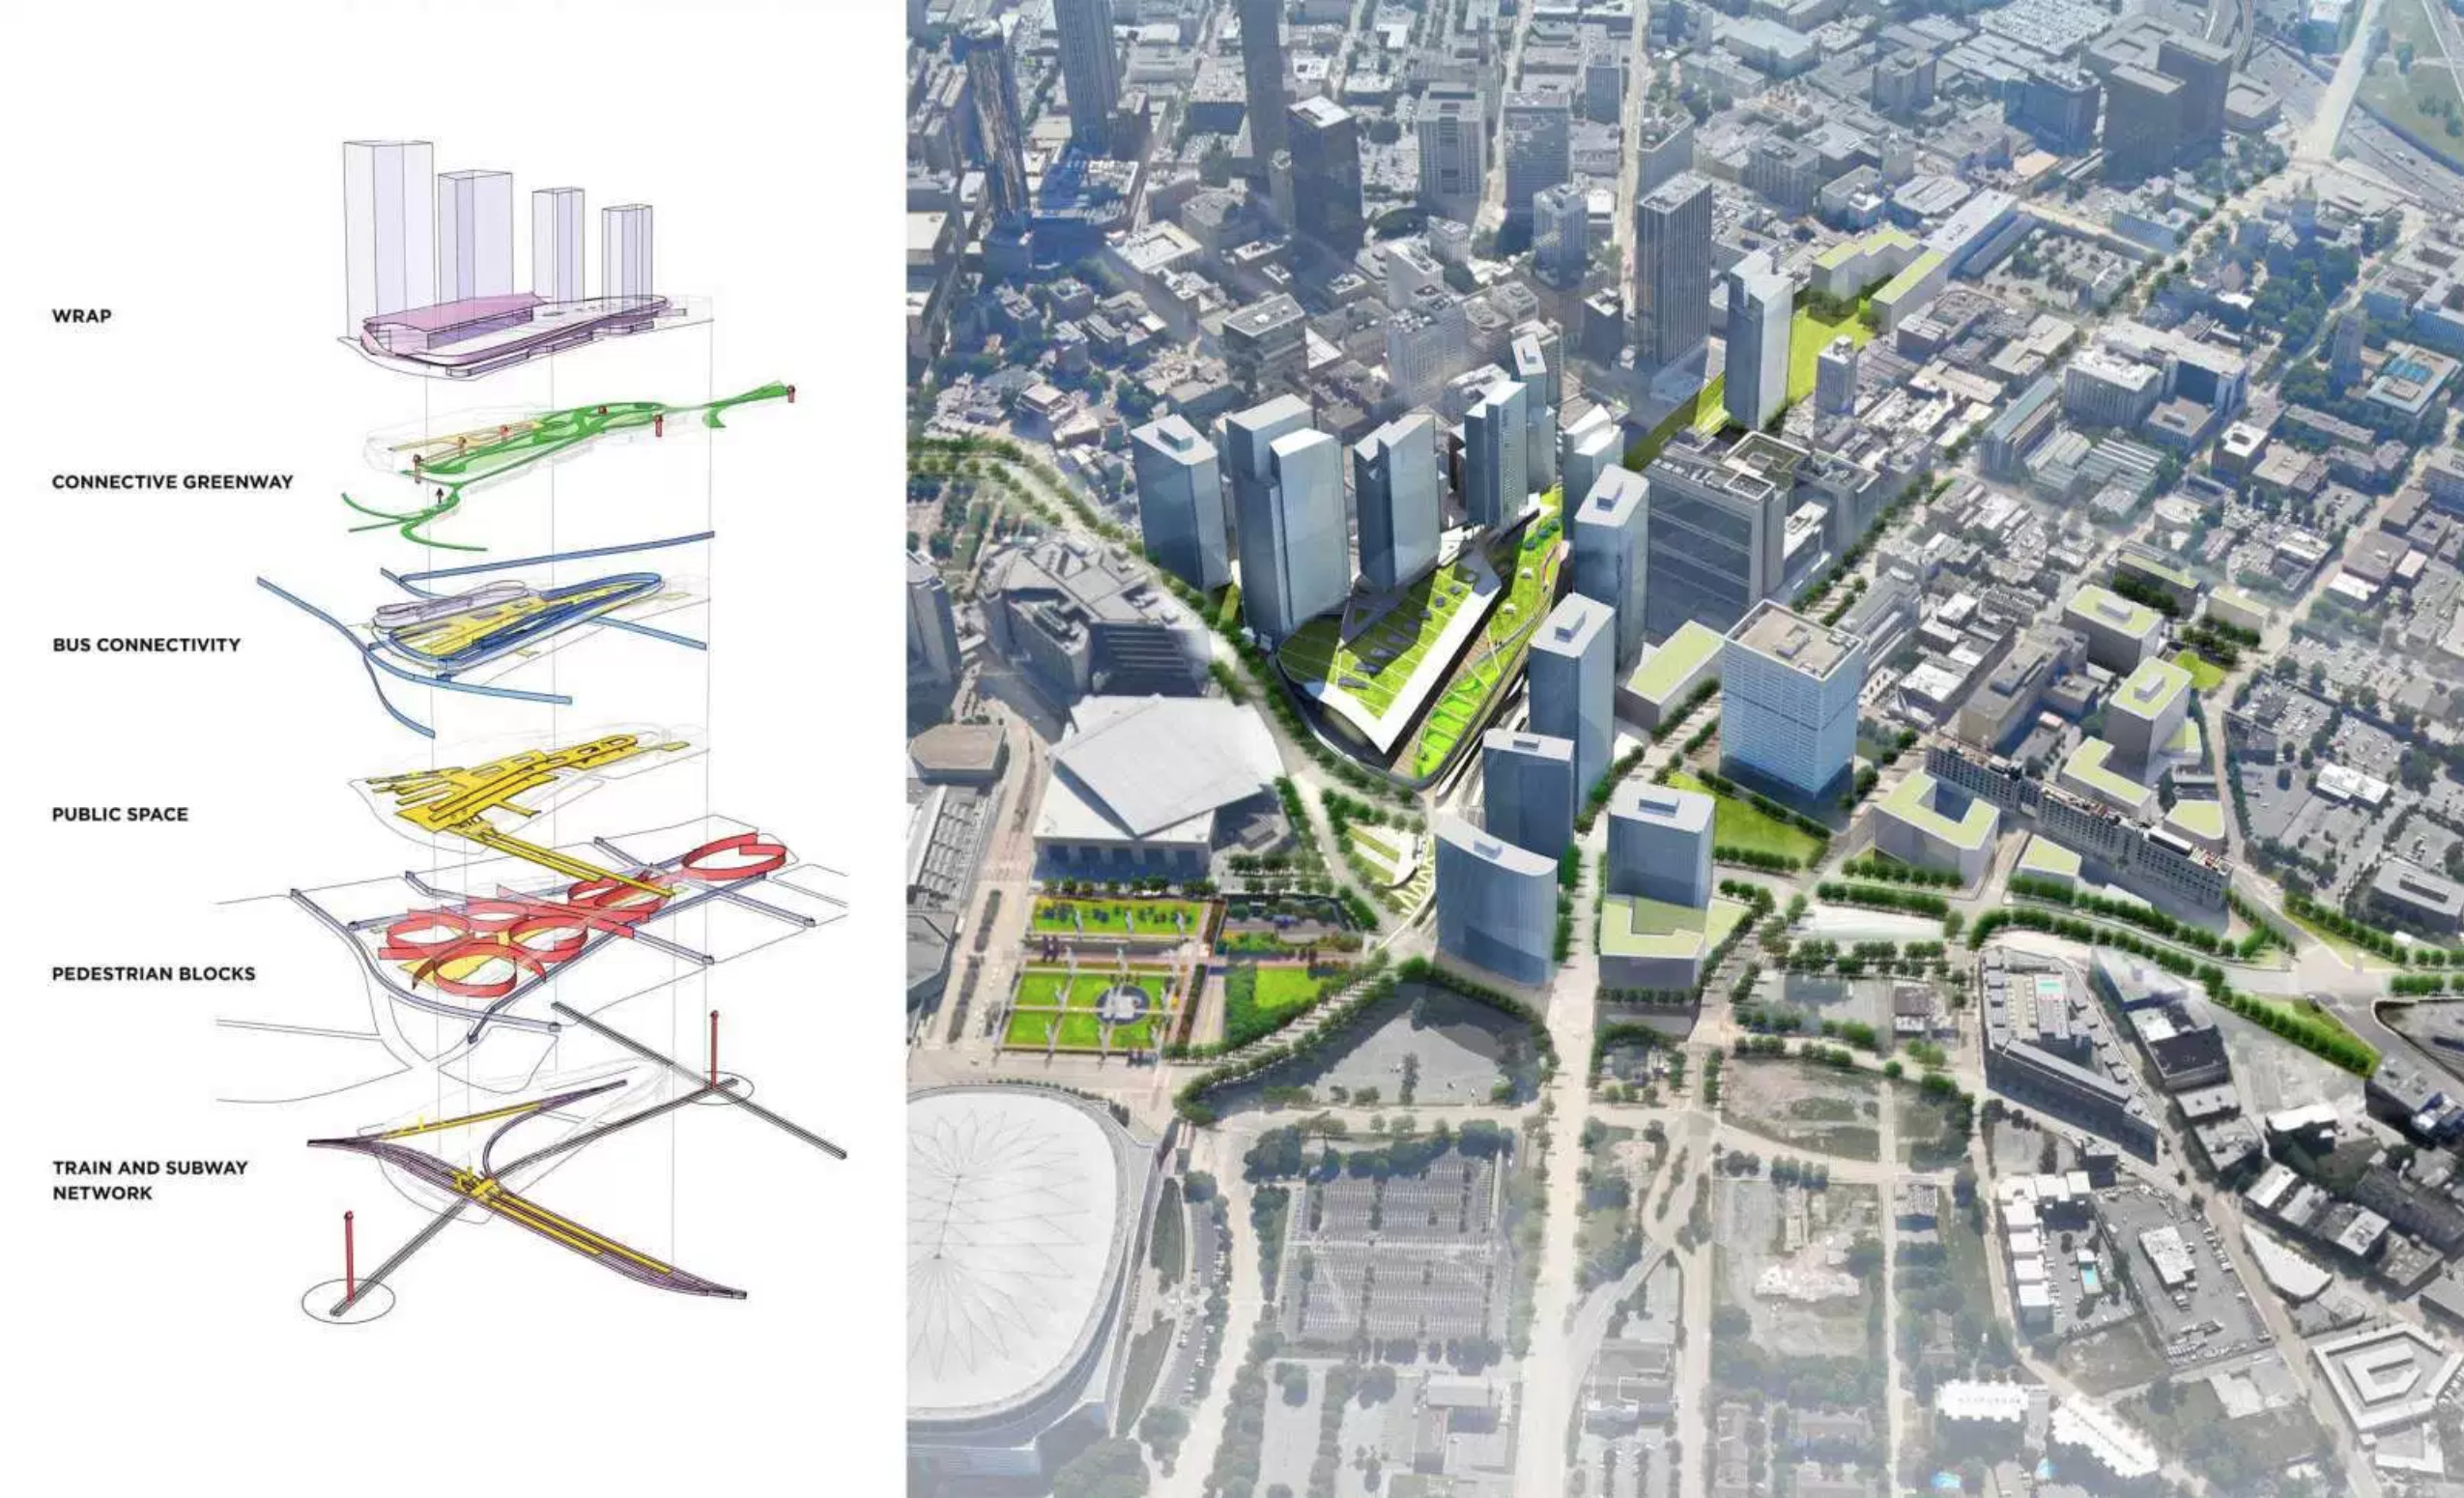 WRAP
CONNECTIVE GREENWAY
BUS CONNECTIVITY
PUBLIC SPACE
PEDESTRIAN BLOCKS
TRAIN AND SUBWAY
NETWORK